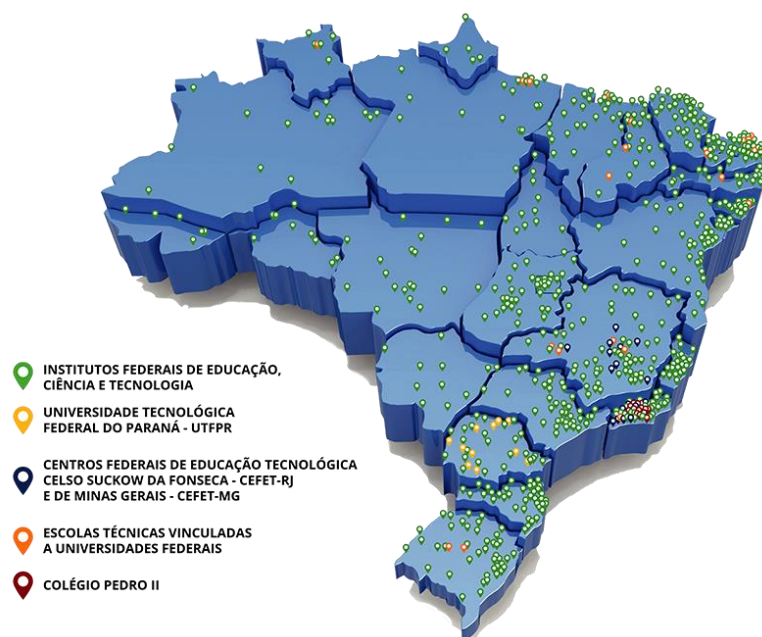 INSTITUTOS FEDERAIS DE EDUCAÇÃO,
CIÊNCIA E TECNOLOGIA
UNIVERSIDADE TECNOLÓGICA
FEDERAL DO PARANÁ - UTFPR
CENTROS FEDERAIS DE EDUCAÇÃO TECNOLÓGICA
CELSO SUCKOW DA FONSECA - CEFET-RJ
E DE MINAS GERAIS - CEFET-MG
ESCOLAS TÉCNICAS VINCULADAS
A UNIVERSIDADES FEDERAIS
COLÉGIO PEDRO II